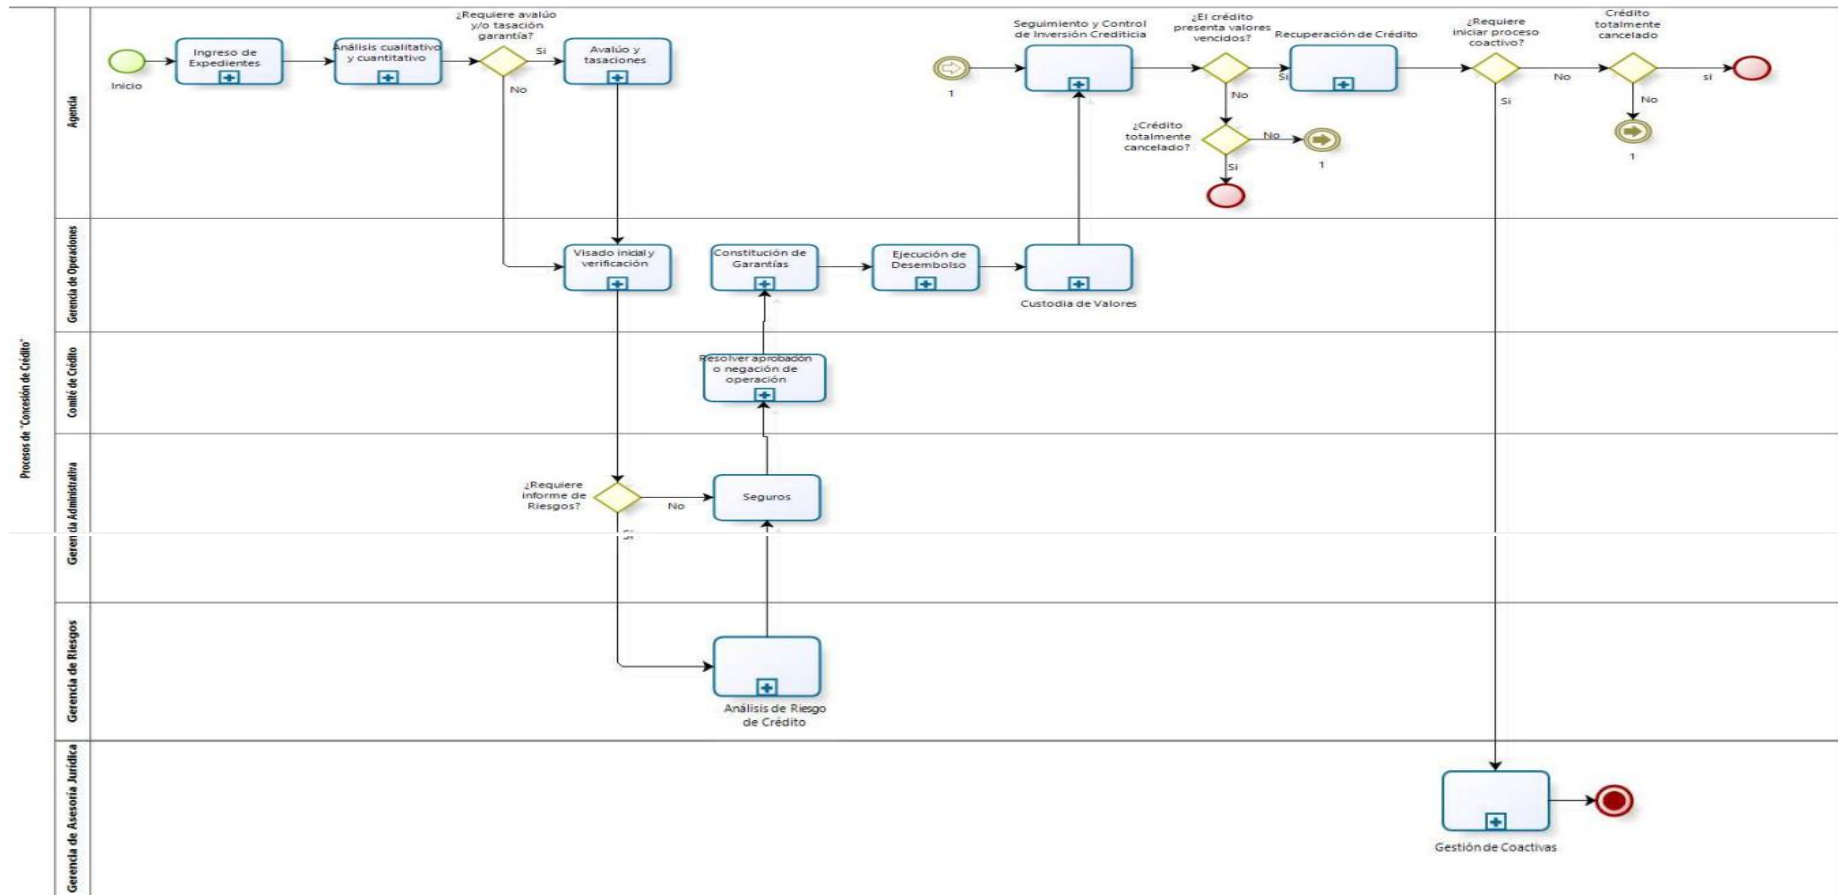 Procesos de "Concesión de Crédito"
Agencia
Inicio
Ingreso de
Expedientes
Análisis cualitativo
y cuantitativo
¿Requiere avalúo
y/o tasación
garantía?
Si
No
Avalúo y
tasaciones
1
Seguimiento y Control
de Inversión Crediticia
¿El crédito
presenta valores
vencidos?
Si
No
¿Crédito
totalmente
cancelado?
No
1
Si
Recuperación de Crédito
¿Requiere
iniciar proceso
coactivo?
No
Si
Crédito
totalmente
cancelado
sí
No
1
Gerencia de Operaciones
Visado inicial y
verificación
Constitución de
Garantías
Ejecución de
Desembolso
Custodia de Valores
Comité de Crédito
Resolver aprobación
o negación de
operación
Gerencia Administrativa
¿Requiere
informe de
Riesgos?
No
Si
Seguros
Gerencia de Riesgos
Análisis de Riesgo
de Crédito
Gerencia de Asesoría Jurídica
Gestión de Coactivas